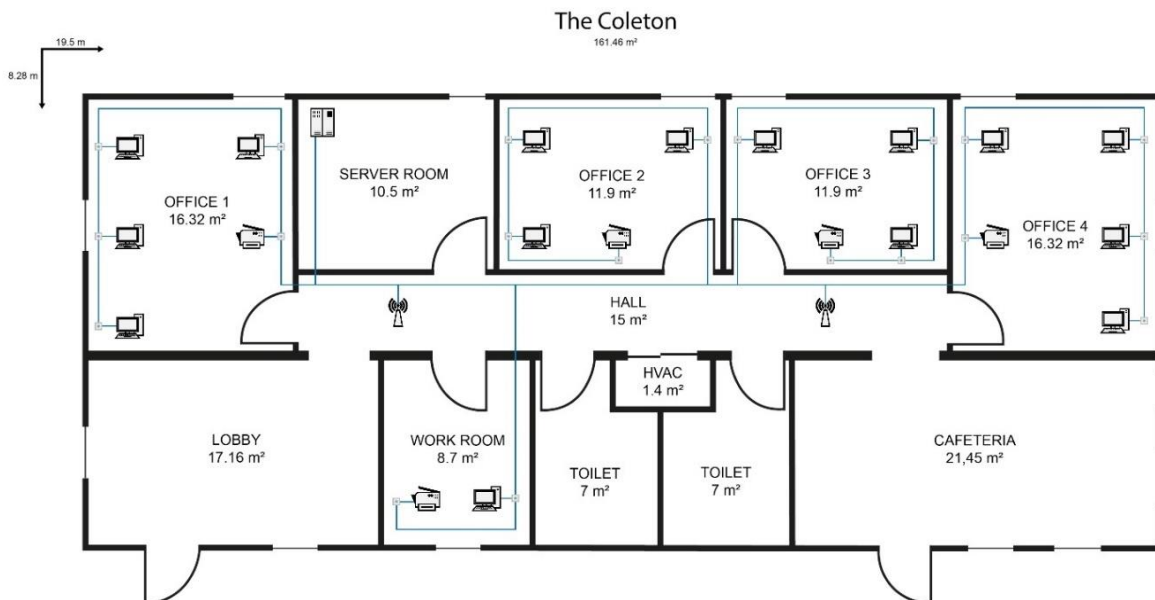 The Coleton
161.46 m²
19.5 m
8.28 m
OFFICE 1
16.32 m²
SERVER ROOM
10.5 m²
OFFICE 2
11.9 m²
OFFICE 3
11.9 m²
OFFICE 4
16.32 m²
HALL
15 m²
HVAC
1.4 m²
LOBBY
17.16 m²
WORK ROOM
8.7 m²
TOILET
7 m²
TOILET
7 m²
CAFETERIA
21,45 m²